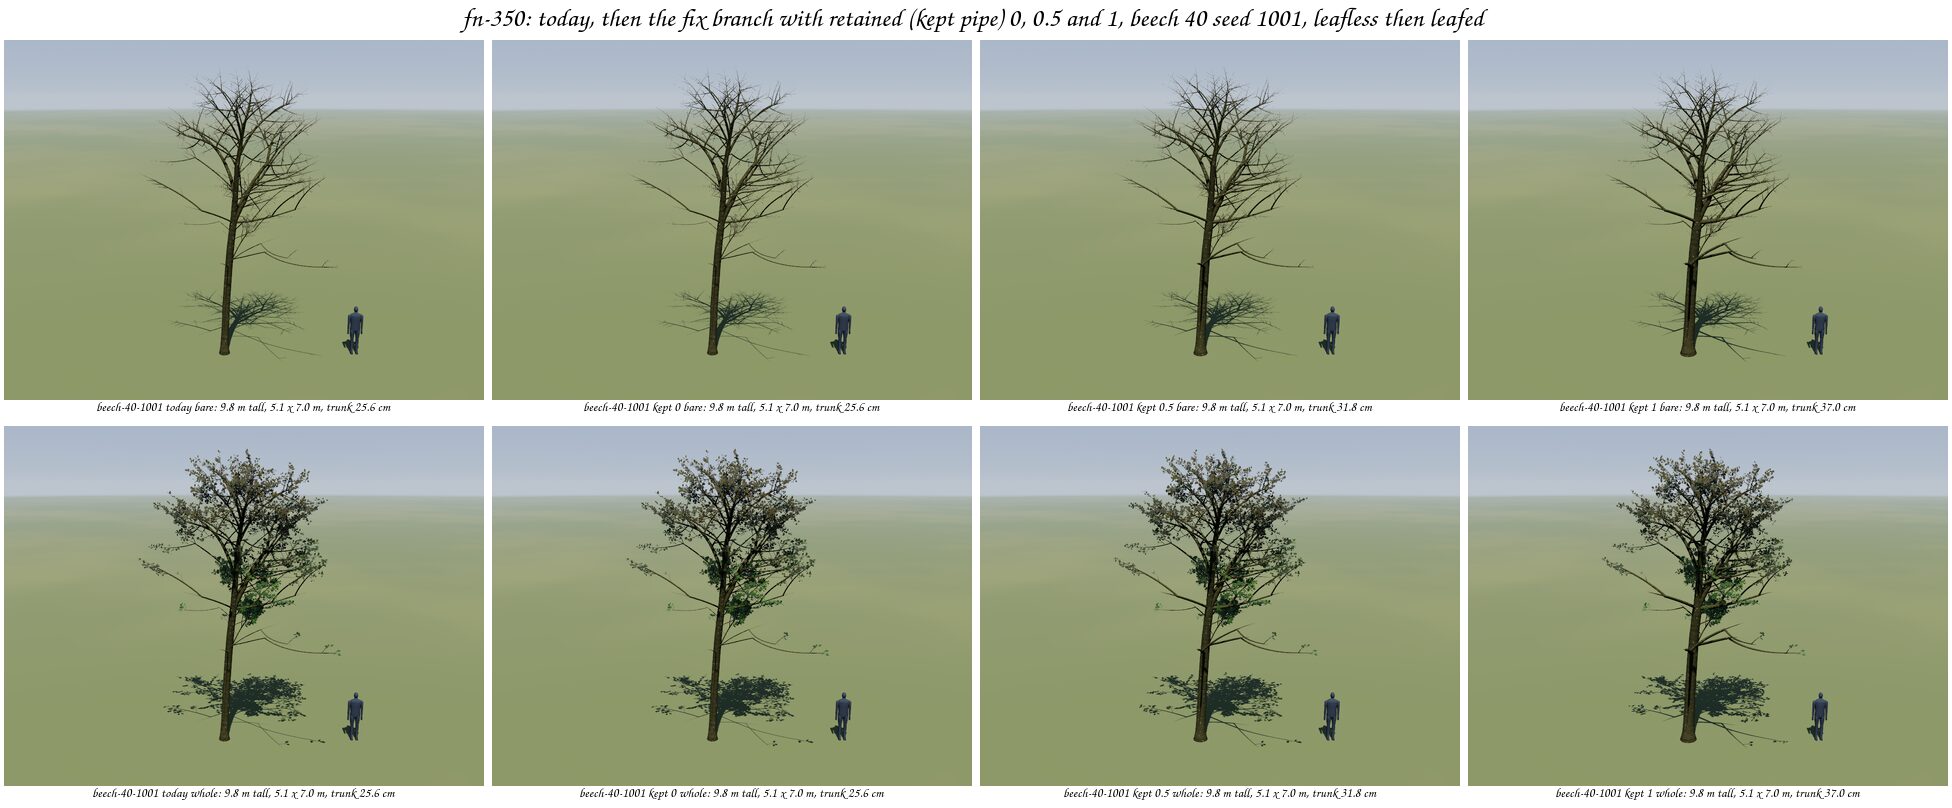 fn-350: today, then the fix branch with retained (kept pipe) 0, 0.5 and 1, beech 40 seed 1001, leafless then leafed
beech-40-1001 today bare: 9.8 m tall, 5.1 x 7.0 m, trunk 25.6 cm
beech-40-1001 kept 0 bare: 9.8 m tall, 5.1 x 7.0 m, trunk 25.6 cm
beech-40-1001 kept 0.5 bare: 9.8 m tall, 5.1 x 7.0 m, trunk 31.8 cm
beech-40-1001 kept 1 bare: 9.8 m tall, 5.1 x 7.0 m, trunk 37.0 cm
beech-40-1001 today whole: 9.8 m tall, 5.1 x 7.0 m, trunk 25.6 cm
beech-40-1001 kept 0 whole: 9.8 m tall, 5.1 x 7.0 m, trunk 25.6 cm
beech-40-1001 kept 0.5 whole: 9.8 m tall, 5.1 x 7.0 m, trunk 31.8 cm
beech-40-1001 kept 1 whole: 9.8 m tall, 5.1 x 7.0 m, trunk 37.0 cm